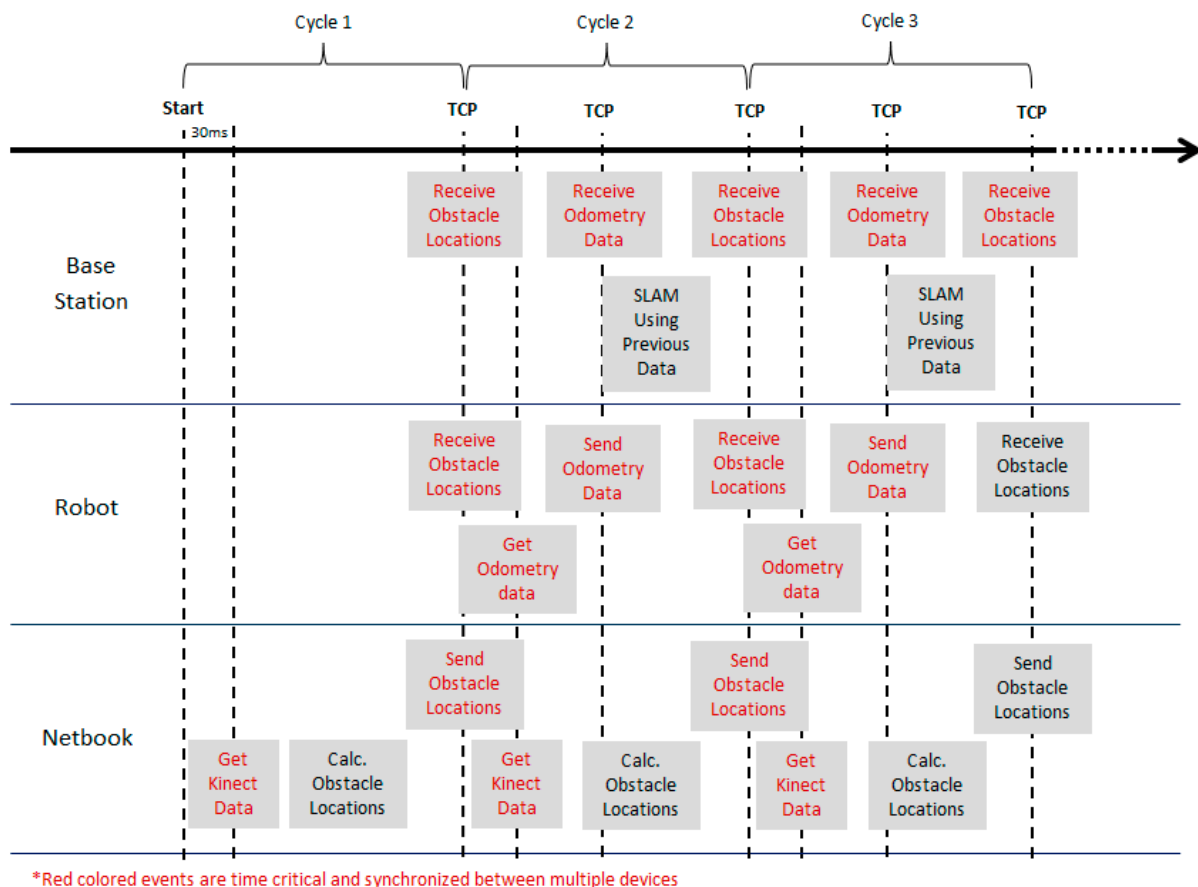 Cycle 1
Cycle 2
Cycle 3
Start
TCP
TCP
TCP
TCP
TCP
30ms
Base
Station
Receive
Obstacle
Locations
Receive
Odometry
Data
Receive
Obstacle
Locations
Receive
Odometry
Data
Receive
Obstacle
Locations
SLAM
Using
Previous
Data
SLAM
Using
Previous
Data
Robot
Receive
Obstacle
Locations
Send
Odometry
Data
Receive
Obstacle
Locations
Send
Odometry
Data
Receive
Obstacle
Locations
Get
Odometry
data
Get
Odometry
data
Netbook
Send
Obstacle
Locations
Send
Obstacle
Locations
Send
Obstacle
Locations
Get
Kinect
Data
Calc.
Obstacle
Locations
Get
Kinect
Data
Calc.
Obstacle
Locations
Get
Kinect
Data
Calc.
Obstacle
Locations
*Red colored events are time critical and synchronized between multiple devices